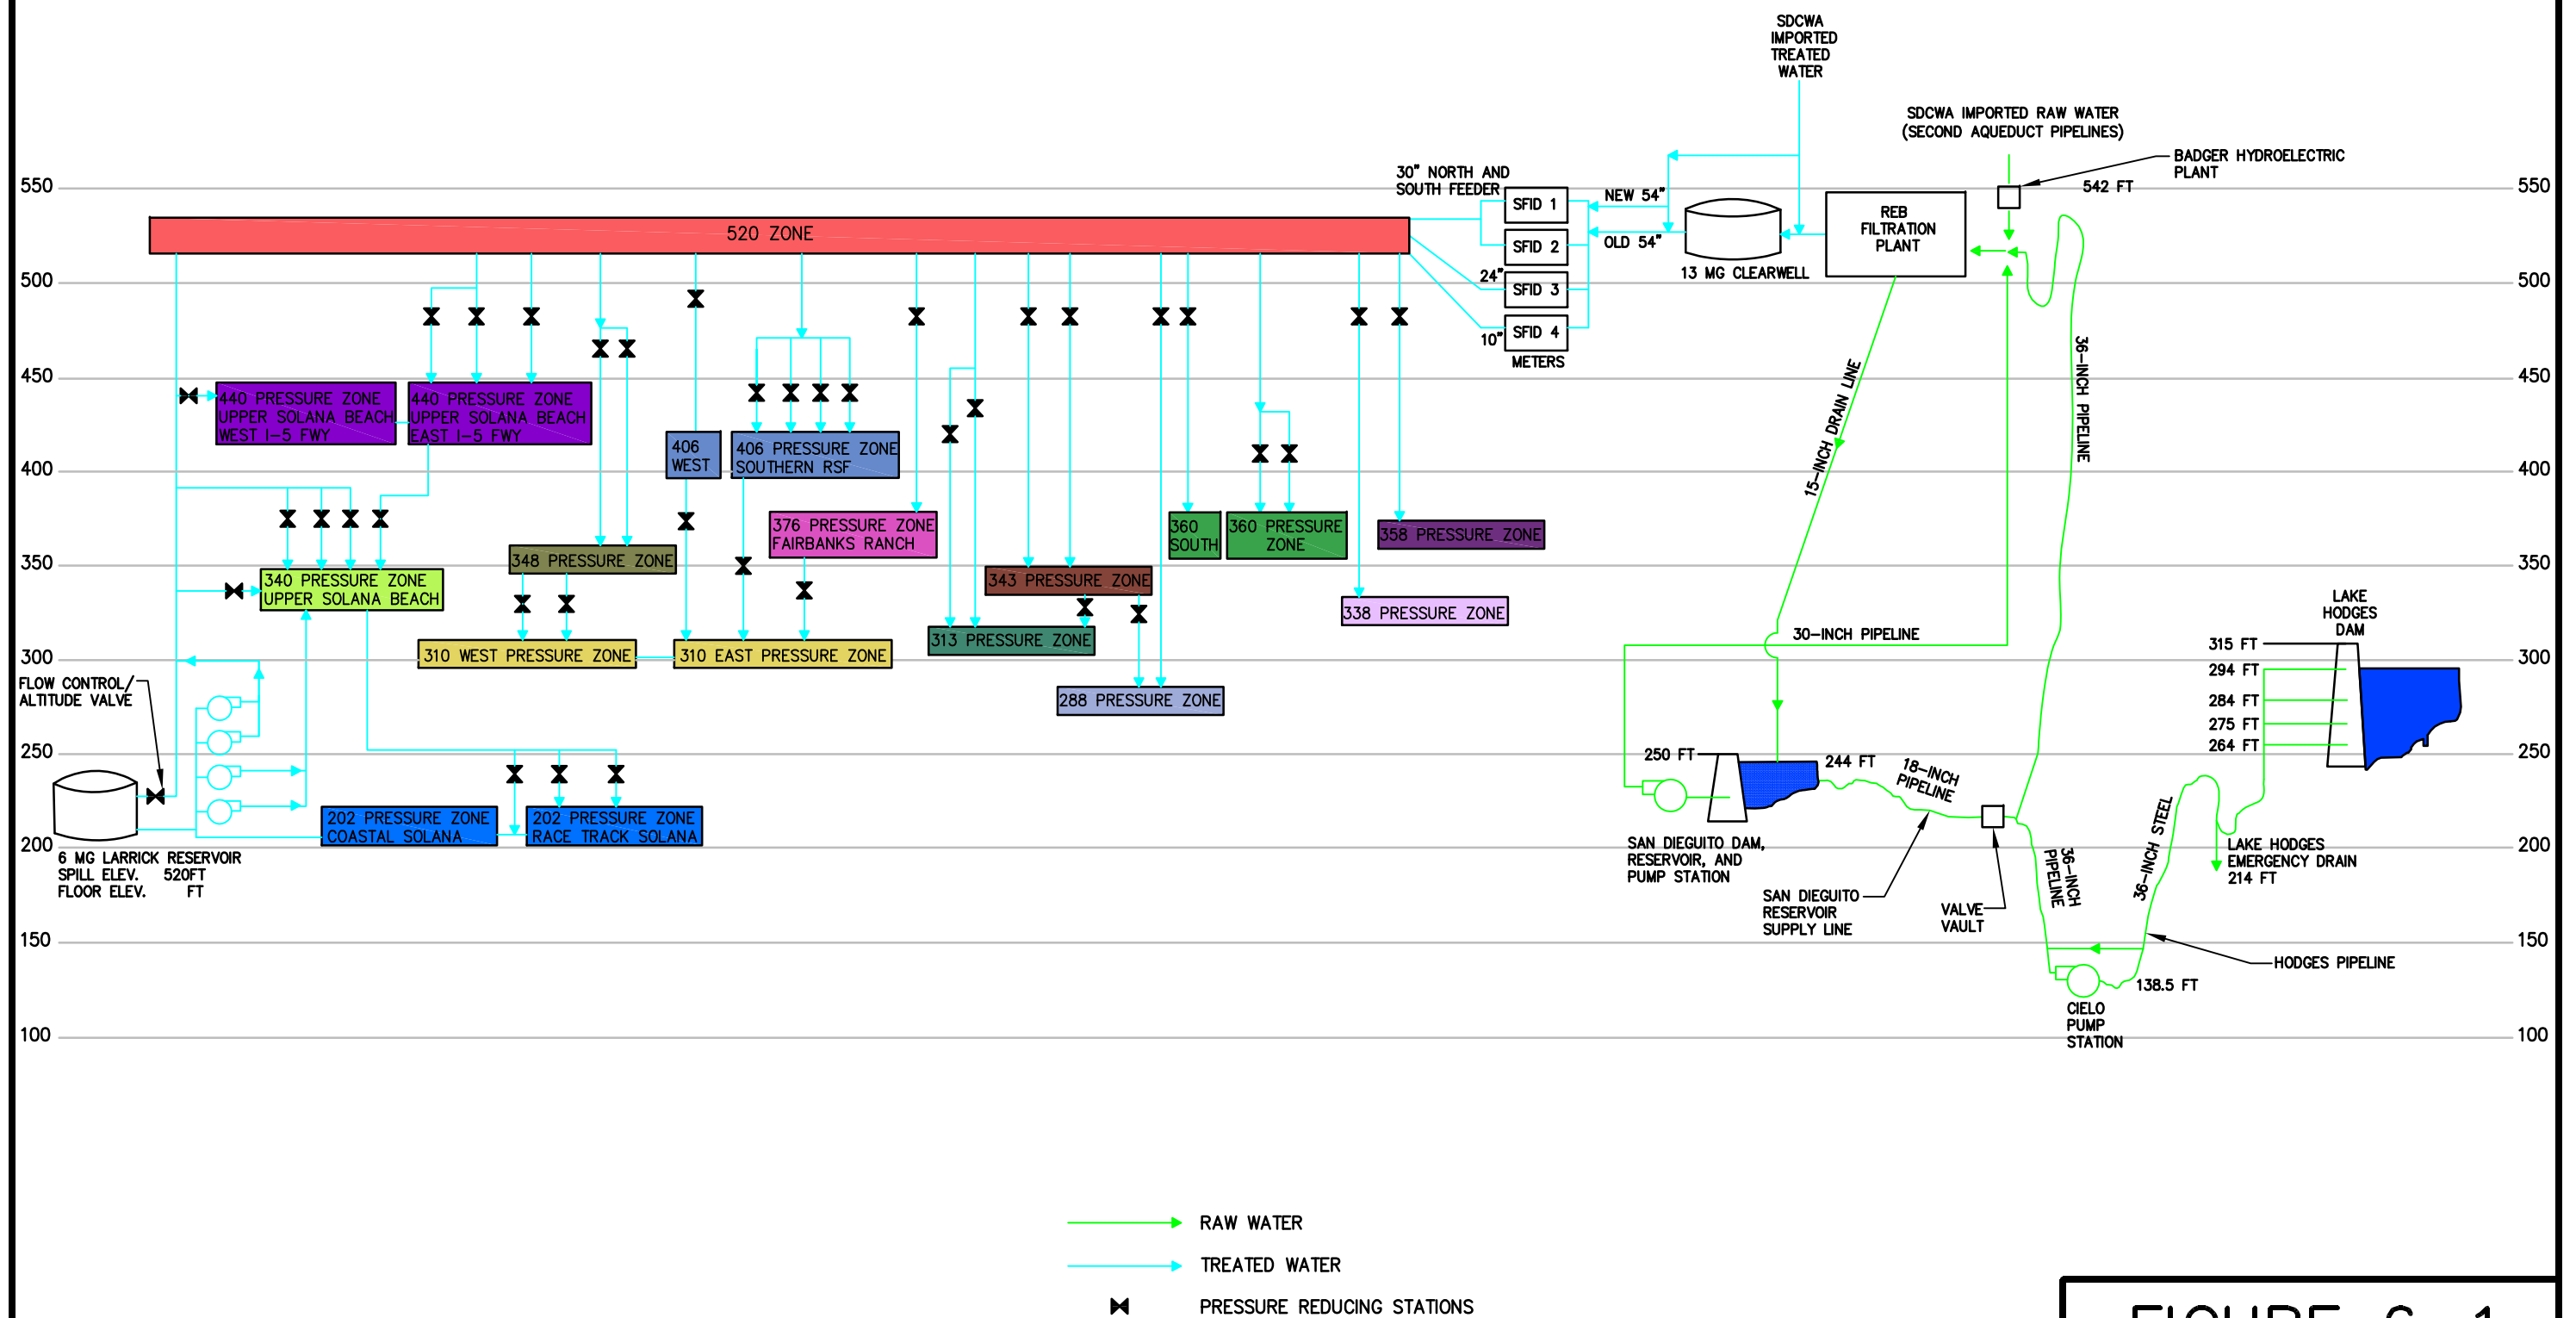 SDCWA
IMPORTED
TREATED
WATER
SDCWA IMPORTED RAW WATER
(SECOND AQUEDUCT PIPELINES)
BADGER HYDROELECTRIC
PLANT
542 FT
30" NORTH AND
SOUTH FEEDER
550
550
SFID 1
NEW 54"
REB
FILTRATION
PLANT
520 ZONE
SFID 2
OLD 54"
13 MG CLEARWELL
500
24"
SFID 3
500
10"
SFID 4
METERS
450
450
36-INCH PIPELINE
15-INCH DRAIN LINE
440 PRESSURE ZONE
UPPER SOLANA BEACH
WEST I-5 FWY
440 PRESSURE ZONE
UPPER SOLANA BEACH
EAST I-5 FWY
406
WEST
406 PRESSURE ZONE
SOUTHERN RSF
400
400
376 PRESSURE ZONE
FAIRBANKS RANCH
360
SOUTH
360 PRESSURE
ZONE
358 PRESSURE ZONE
348 PRESSURE ZONE
350
350
340 PRESSURE ZONE
UPPER SOLANA BEACH
343 PRESSURE ZONE
338 PRESSURE ZONE
LAKE
HODGES
DAM
313 PRESSURE ZONE
30-INCH PIPELINE
315 FT
310 WEST PRESSURE ZONE
310 EAST PRESSURE ZONE
300
300
294 FT
FLOW CONTROL/
ALTITUDE VALVE
288 PRESSURE ZONE
284 FT
275 FT
264 FT
250
250 FT
250
244 FT
18-INCH
PIPELINE
202 PRESSURE ZONE
COASTAL SOLANA
202 PRESSURE ZONE
RACE TRACK SOLANA
36-INCH STEEL
200
200
6 MG LARRICK RESERVOIR
SPILL ELEV. 520FT
FLOOR ELEV. FT
SAN DIEGUITO DAM,
RESERVOIR, AND
PUMP STATION
36-INCH
PIPELINE
LAKE HODGES
EMERGENCY DRAIN
214 FT
SAN DIEGUITO
RESERVOIR
SUPPLY LINE
VALVE
VAULT
150
150
HODGES PIPELINE
138.5 FT
CIELO
PUMP
STATION
100
100
RAW WATER
TREATED WATER
PRESSURE REDUCING STATIONS